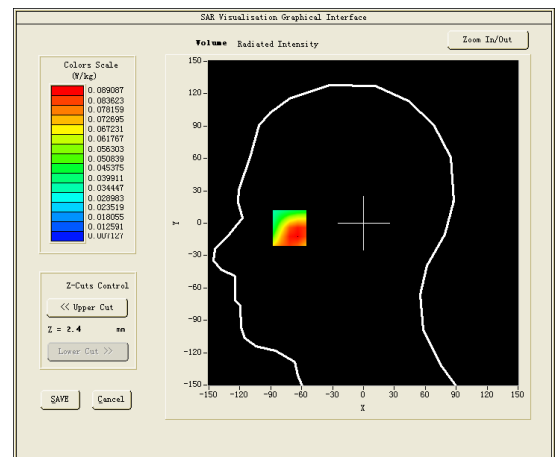 SAR Visualisation Graphical Interface
Volume Radiated Intensity
Zoom In/Out
Colors Scale
(W/kg)
0.089087
0.083623
0.078159
0.072695
0.067231
0.061767
0.056303
0.050839
0.045375
0.039911
0.034447
0.028983
0.023519
0.018055
0.012591
0.007127
Z-Cuts Control
<< Upper Cut
Z = 2.4 mm
Lower Cut >>
SAVE
Cancel
150
120
90
60
30
0
-30
-60
-90
-120
-150
Y
-150 -120 -90 -60 -30 0 30 60 90 120 150
X